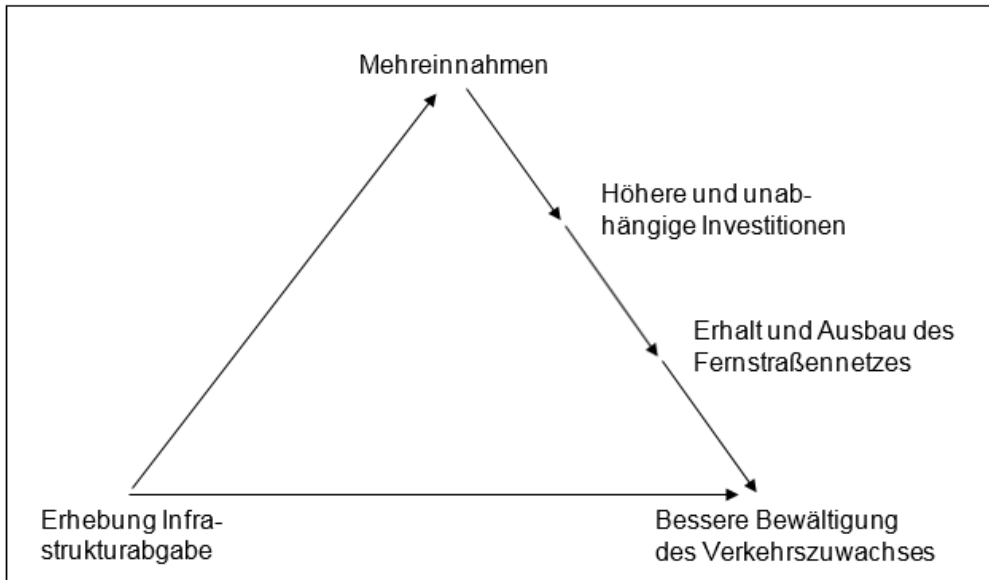 Mehreinnahmen
Höhere und unab-
hängige Investitionen
Erhalt und Ausbau des
Fernstraßennetzes
Erhebung Infra-
strukturabgabe
Bessere Bewältigung
des Verkehrszuwachses